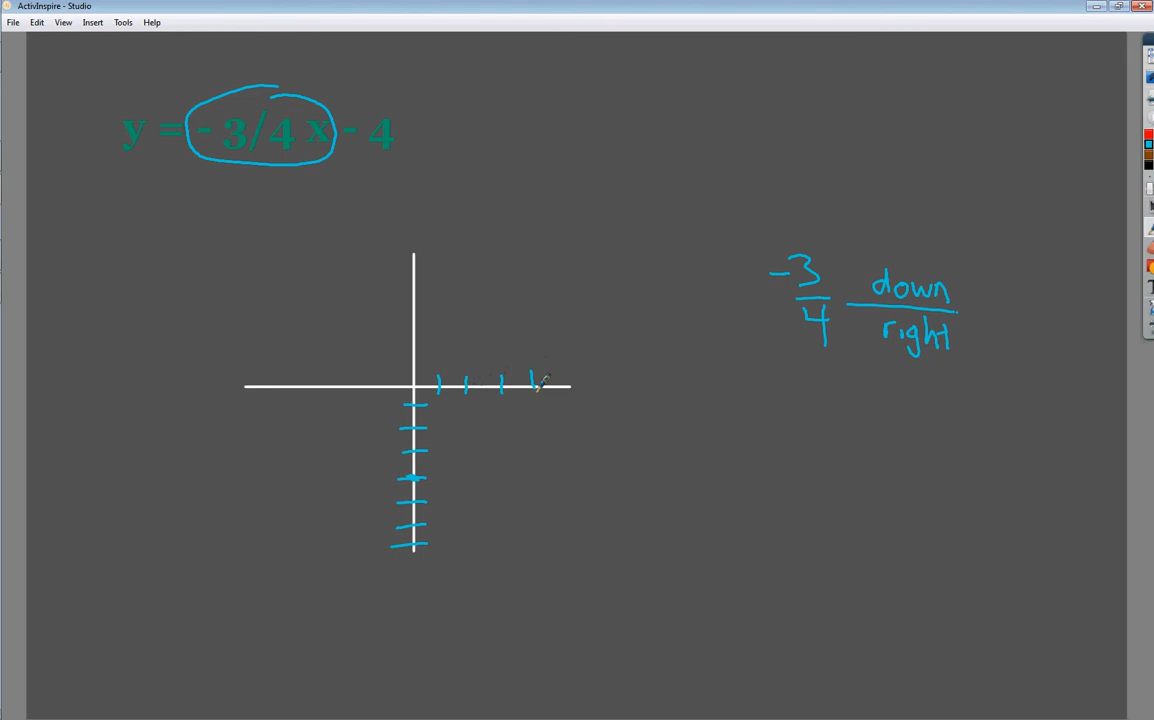 ActivInspire - Studio
File Edit View Insert Tools Help
y = - 3/4 x - 4
-3 down
4 right